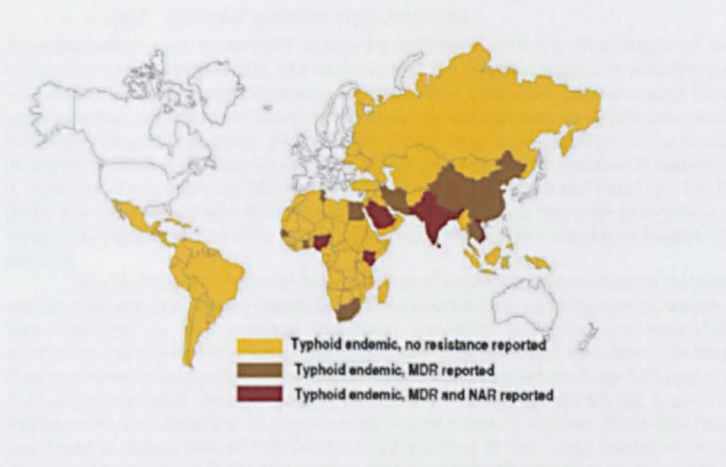 Typhoid endemic, no resistance reported
Typhoid endemic, MDR reported
Typhoid endemic, MDR and NAR reported